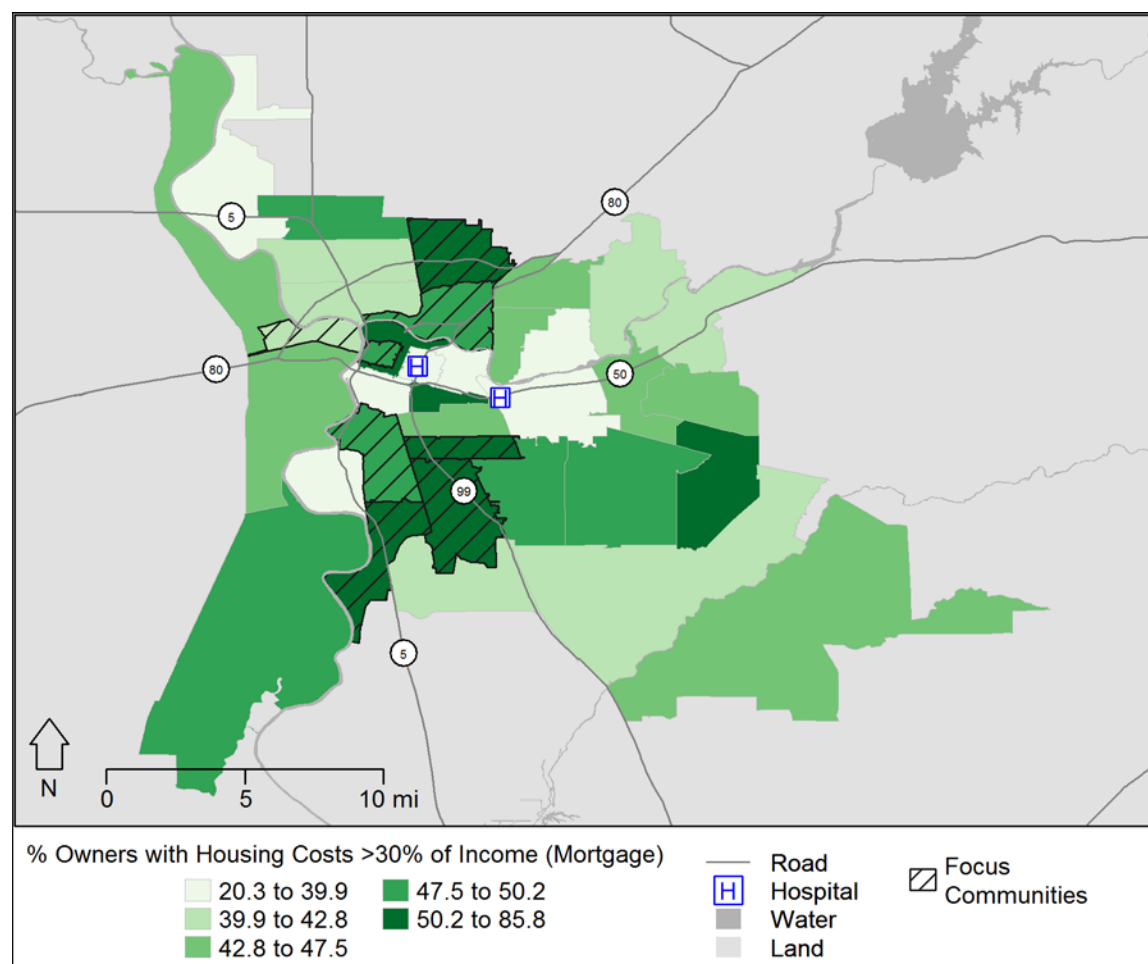 5
80
80
50
99
5
N
0 5 10 mi
% Owners with Housing Costs >30% of Income (Mortgage)
20.3 to 39.9
39.9 to 42.8
42.8 to 47.5
47.5 to 50.2
50.2 to 85.8
Road
H Hospital
Water
Land
Focus
Communities
H
H